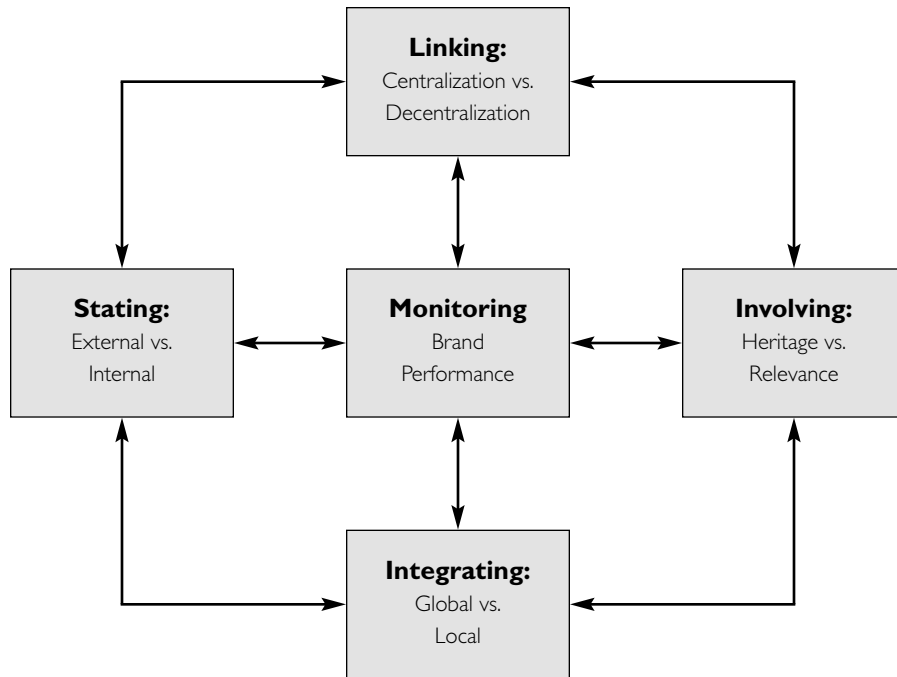 Linking:
Centralization vs.
Decentralization
Stating:
External vs.
Internal
Monitoring
Brand
Performance
Involving:
Heritage vs.
Relevance
Integrating:
Global vs.
Local